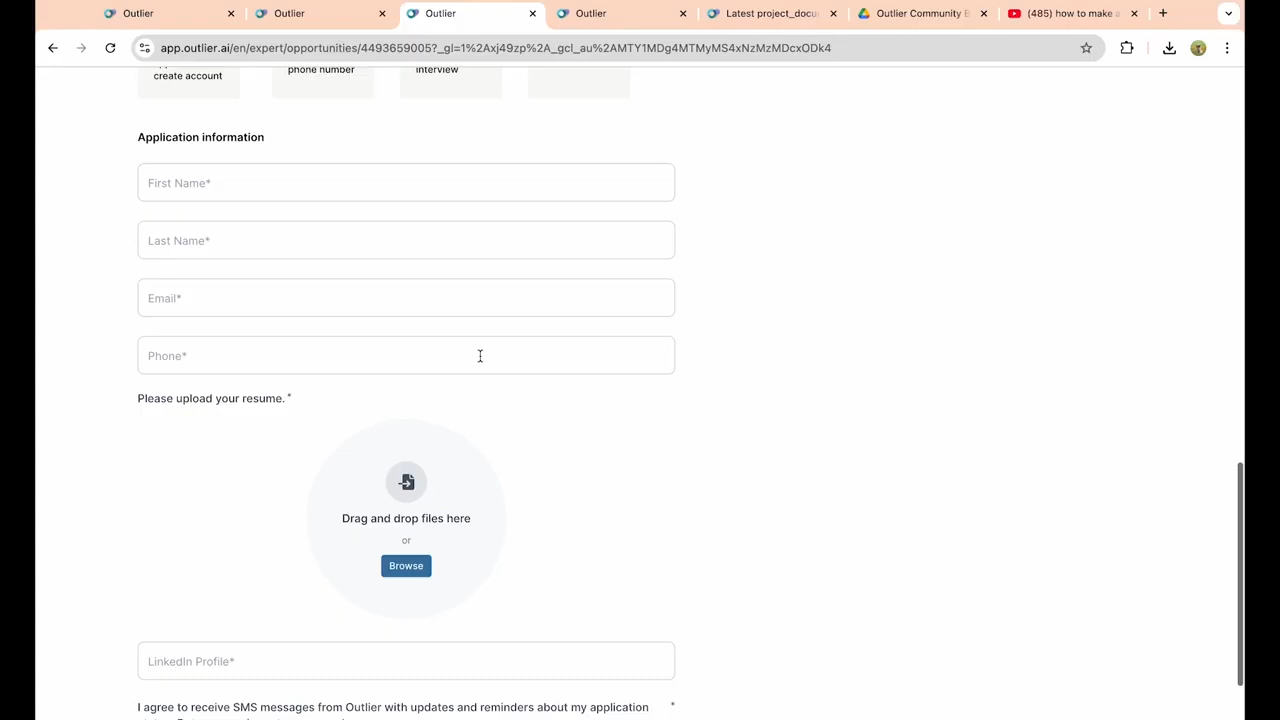 Outlier
Outlier
Outlier
Outlier
Latest project_docu
Outlier Community B
(485) how to make a
app.outlier.ai/en/expert/opportunities/4493659005?_gl=1%2Axj49zp%2A_gcl_au%2AMTY1MDg4MTMyMS4xNzMzMDcxODk4
create account
phone number
interview
Application information
First Name*
Last Name*
Email*
Phone*
Please upload your resume. *
Drag and drop files here
or
Browse
LinkedIn Profile*
I agree to receive SMS messages from Outlier with updates and reminders about my application *